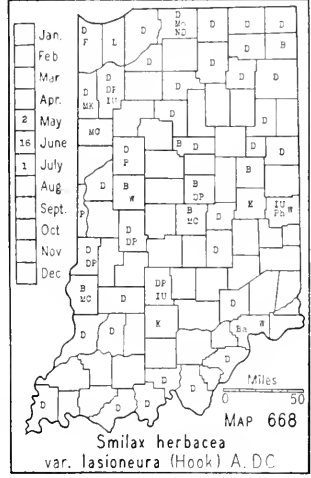 Jan.
Feb
Mar
Apr.
2 May
16 June
1 July
Aug
Sept.
Oct
Nov
Dec
D
F
L
D
D
Mo
ND
D
D
D
D
D
B
D
D
D
D
DP
IU
D
MK
D
D
MC
D
P
B
D
D
D
B
D
B
W
B
DP
K
IU
Ph
W
P
D
DP
B
MC
D
D
DP
B
MC
D
DP
IU
D
K
Ba
W
D
D
D
D
D
D
D
D
Miles
0
50
MAP 668
Smilax herbacea
var. lasioneura (Hook) A. DC